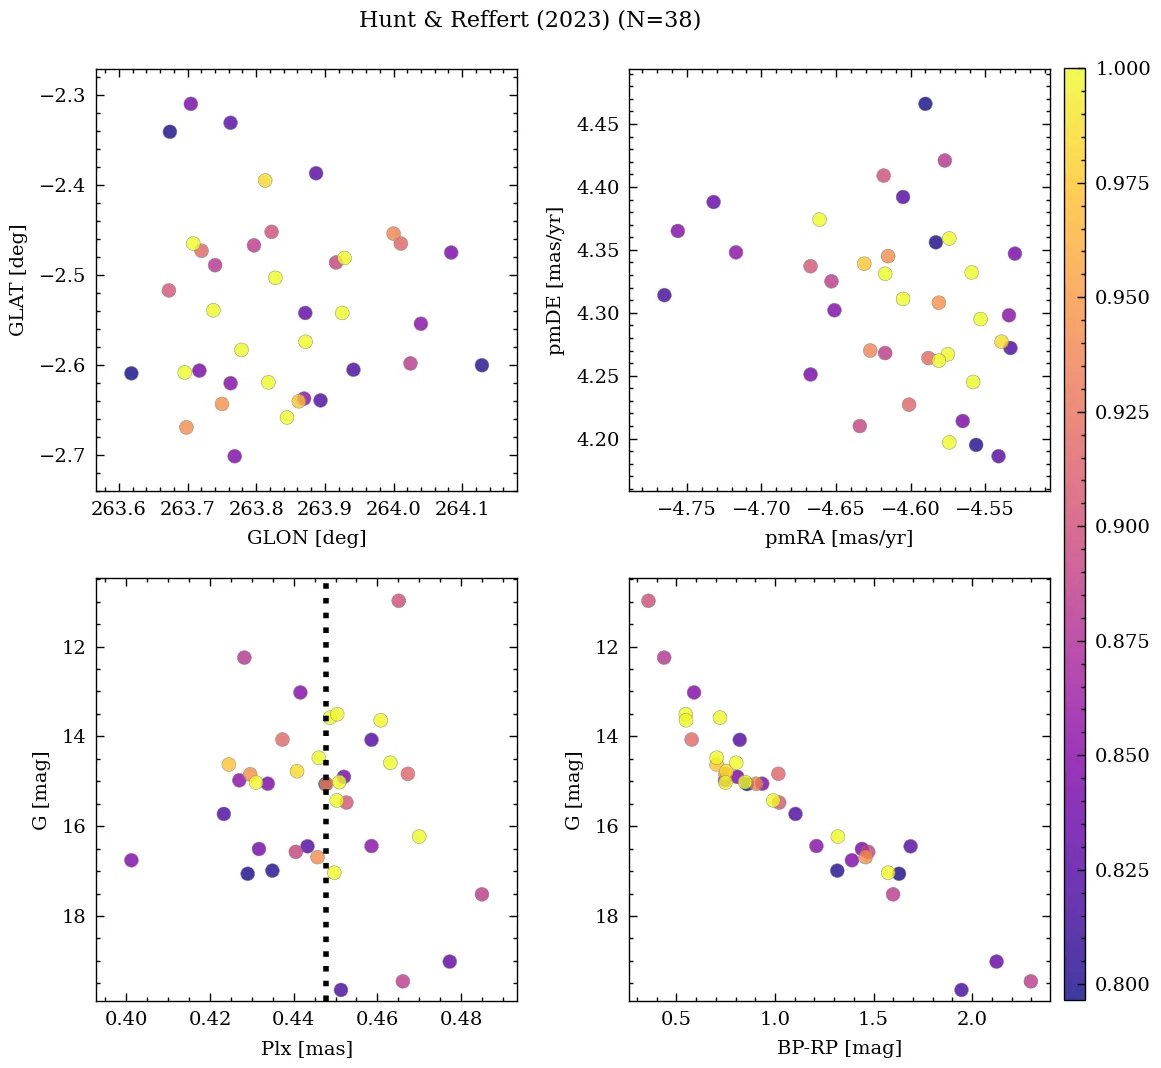 Hunt & Reffert (2023) (N=38)
−2.3
−2.4
−2.5
−2.6
−2.7
GLAT [deg]
263.6 263.7 263.8 263.9 264.0 264.1
GLON [deg]
4.45
4.40
4.35
4.30
4.25
4.20
pmDE [mas/yr]
−4.75 −4.70 −4.65 −4.60 −4.55
pmRA [mas/yr]
12
14
16
18
G [mag]
0.40 0.42 0.44 0.46 0.48
Plx [mas]
12
14
16
18
G [mag]
0.5 1.0 1.5 2.0
BP-RP [mag]
1.000
0.975
0.950
0.925
0.900
0.875
0.850
0.825
0.800